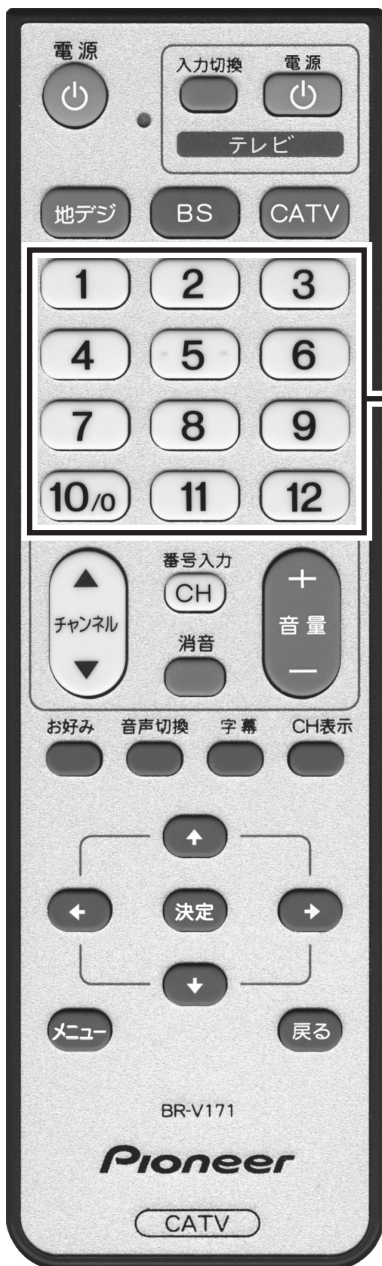 電源
入力切換 電源
テレビ
地デジ BS CATV
1 2 3
4 5 6
7 8 9
10/0 11 12
番号入力
CH
チャンネル
音量
消音
お好み 音声切換 字幕 CH表示
決定
メニュー 戻る
BR-V171
Pioneer
CATV